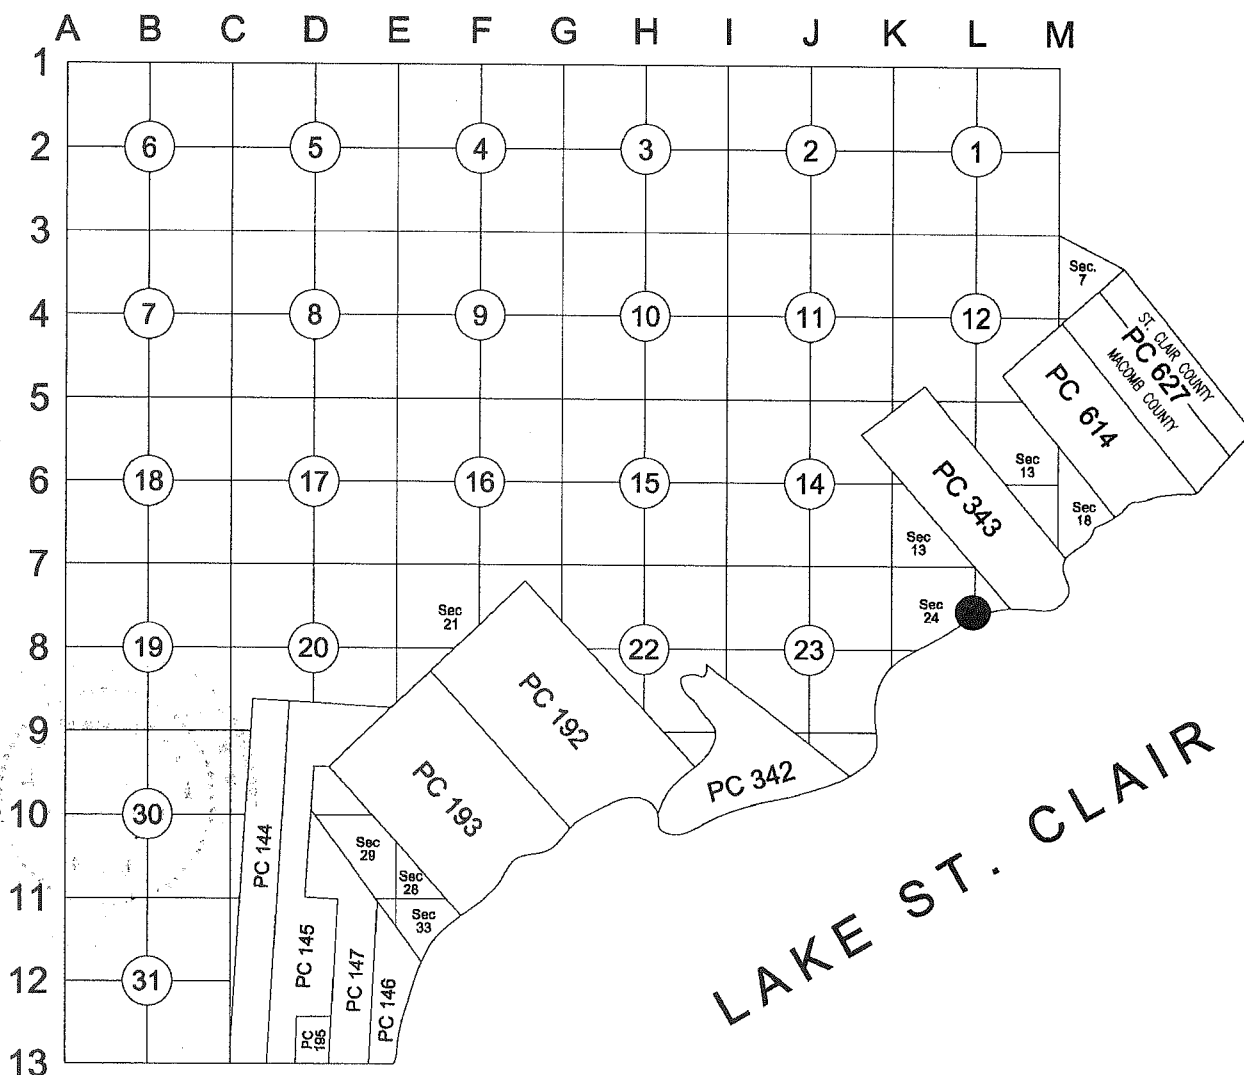 A B C D E F G H I J K L M
1
2 6 5 4 3 2 1
3
Sec.
7
4 7 8 9 10 11 12
ST. CLAIR COUNTY
PC 627
MACOMB COUNTY
PC 614
5
6 18 17 16 15 14
Sec
13
PC 343
Sec
18
Sec
13
7
Sec
21
Sec
24
8 19 20 22 23
PC 192
9
PC 342
PC 193
10 30
PC 144
Sec
29
Sec
28
11
Sec
33
LAKE ST. CLAIR
PC 145
PC 147
PC 146
12 31
PC
195
13